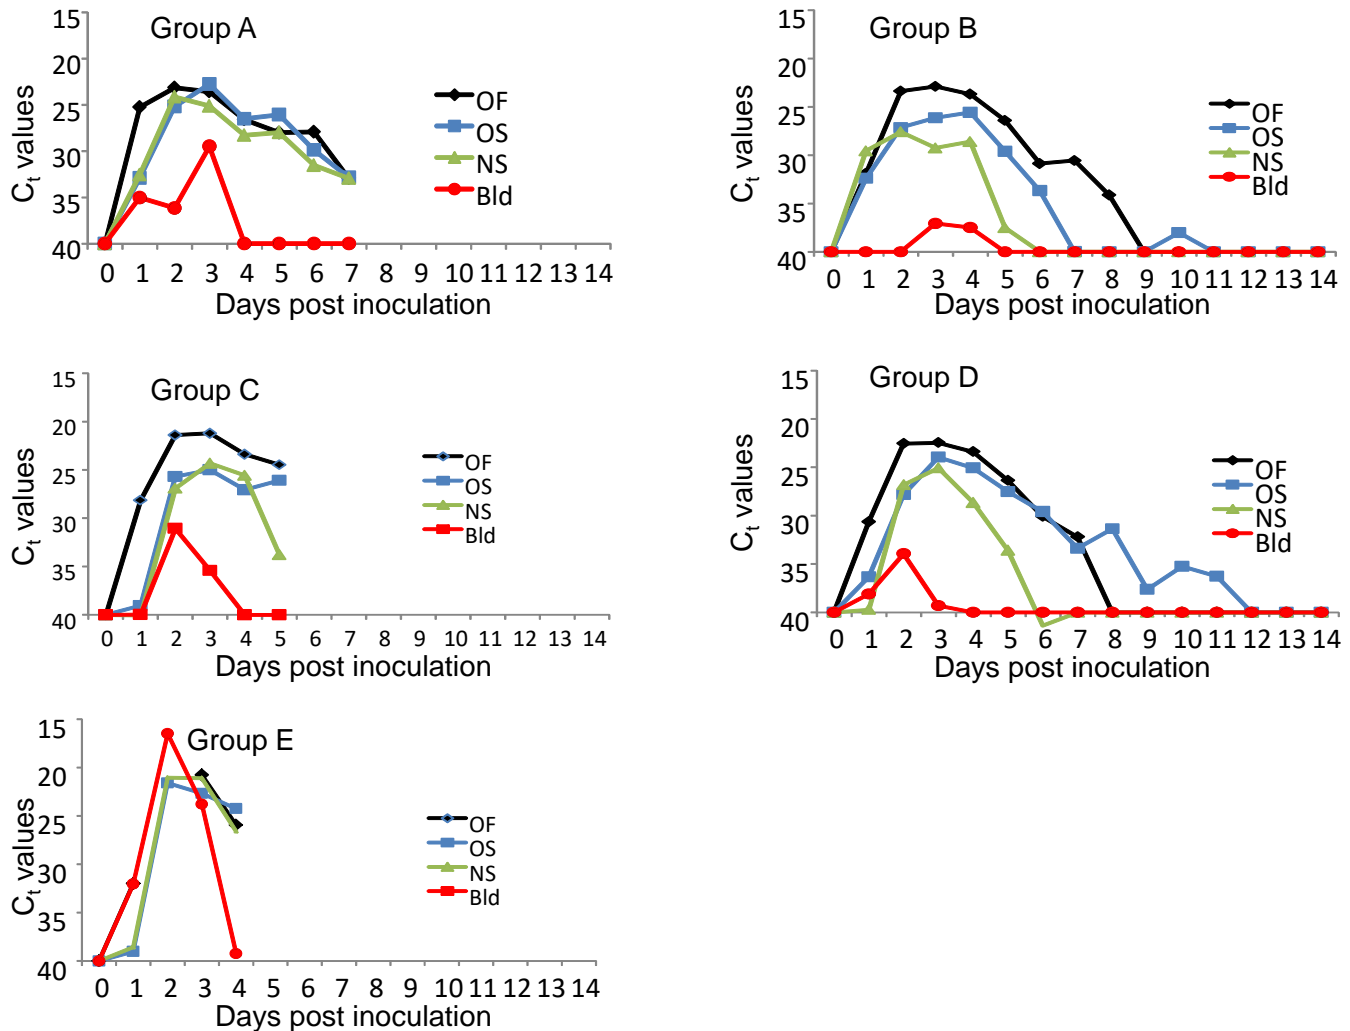 Group A
15
20
25
30
35
40
Ct values
OF
OS
NS
Bld
0 1 2 3 4 5 6 7 8 9 10 11 12 13 14
Days post inoculation
Group B
15
20
25
30
35
40
Ct values
OF
OS
NS
Bld
0 1 2 3 4 5 6 7 8 9 10 11 12 13 14
Days post inoculation
Group C
15
20
25
30
35
40
Ct values
OF
OS
NS
Bld
0 1 2 3 4 5 6 7 8 9 10 11 12 13 14
Days post inoculation
Group D
15
20
25
30
35
40
Ct values
OF
OS
NS
Bld
0 1 2 3 4 5 6 7 8 9 10 11 12 13 14
Days post inoculation
Group E
15
20
25
30
35
40
Ct values
OF
OS
NS
Bld
0 1 2 3 4 5 6 7 8 9 10 11 12 13 14
Days post inoculation